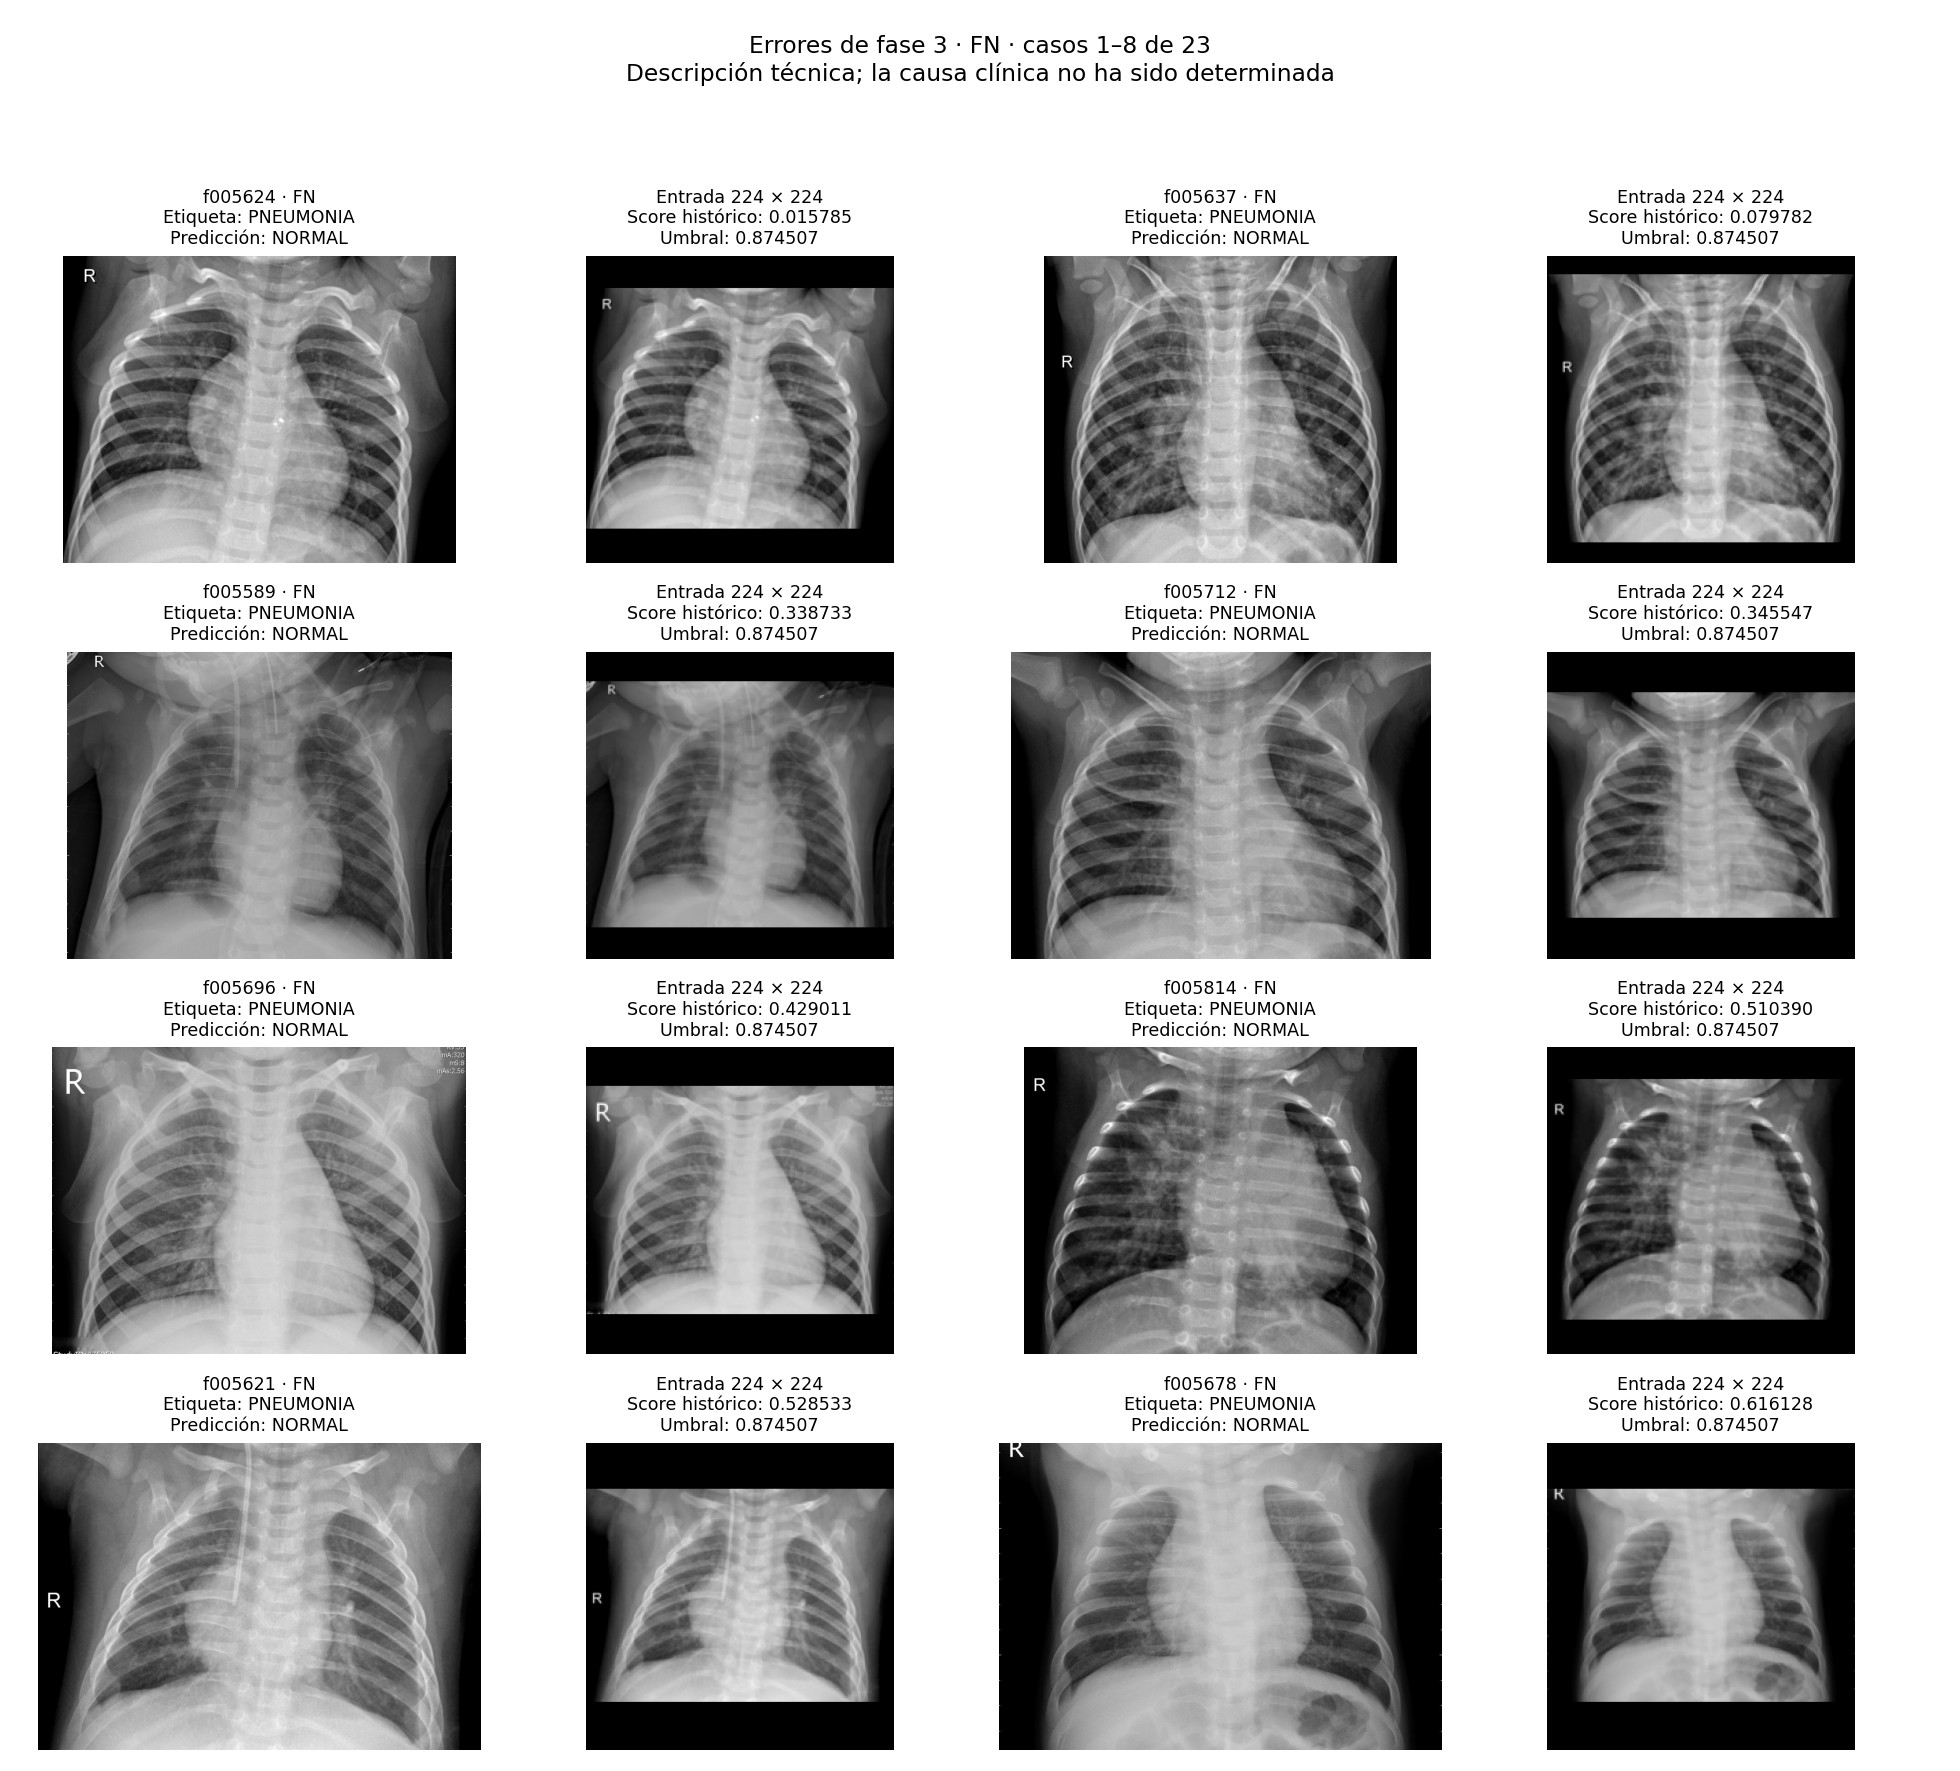 Errores de fase 3 · FN · casos 1–8 de 23
Descripción técnica; la causa clínica no ha sido determinada
f005624 · FN
Etiqueta: PNEUMONIA
Predicción: NORMAL
Entrada 224 × 224
Score histórico: 0.015785
Umbral: 0.874507
f005637 · FN
Etiqueta: PNEUMONIA
Predicción: NORMAL
Entrada 224 × 224
Score histórico: 0.079782
Umbral: 0.874507
R
R
R
R
f005589 · FN
Etiqueta: PNEUMONIA
Predicción: NORMAL
Entrada 224 × 224
Score histórico: 0.338733
Umbral: 0.874507
f005712 · FN
Etiqueta: PNEUMONIA
Predicción: NORMAL
Entrada 224 × 224
Score histórico: 0.345547
Umbral: 0.874507
R
R
f005696 · FN
Etiqueta: PNEUMONIA
Predicción: NORMAL
Entrada 224 × 224
Score histórico: 0.429011
Umbral: 0.874507
f005814 · FN
Etiqueta: PNEUMONIA
Predicción: NORMAL
Entrada 224 × 224
Score histórico: 0.510390
Umbral: 0.874507
R
mA:320
mS:8
mAs:2.56
R
R
R
f005621 · FN
Etiqueta: PNEUMONIA
Predicción: NORMAL
Entrada 224 × 224
Score histórico: 0.528533
Umbral: 0.874507
f005678 · FN
Etiqueta: PNEUMONIA
Predicción: NORMAL
Entrada 224 × 224
Score histórico: 0.616128
Umbral: 0.874507
R
R
R
R